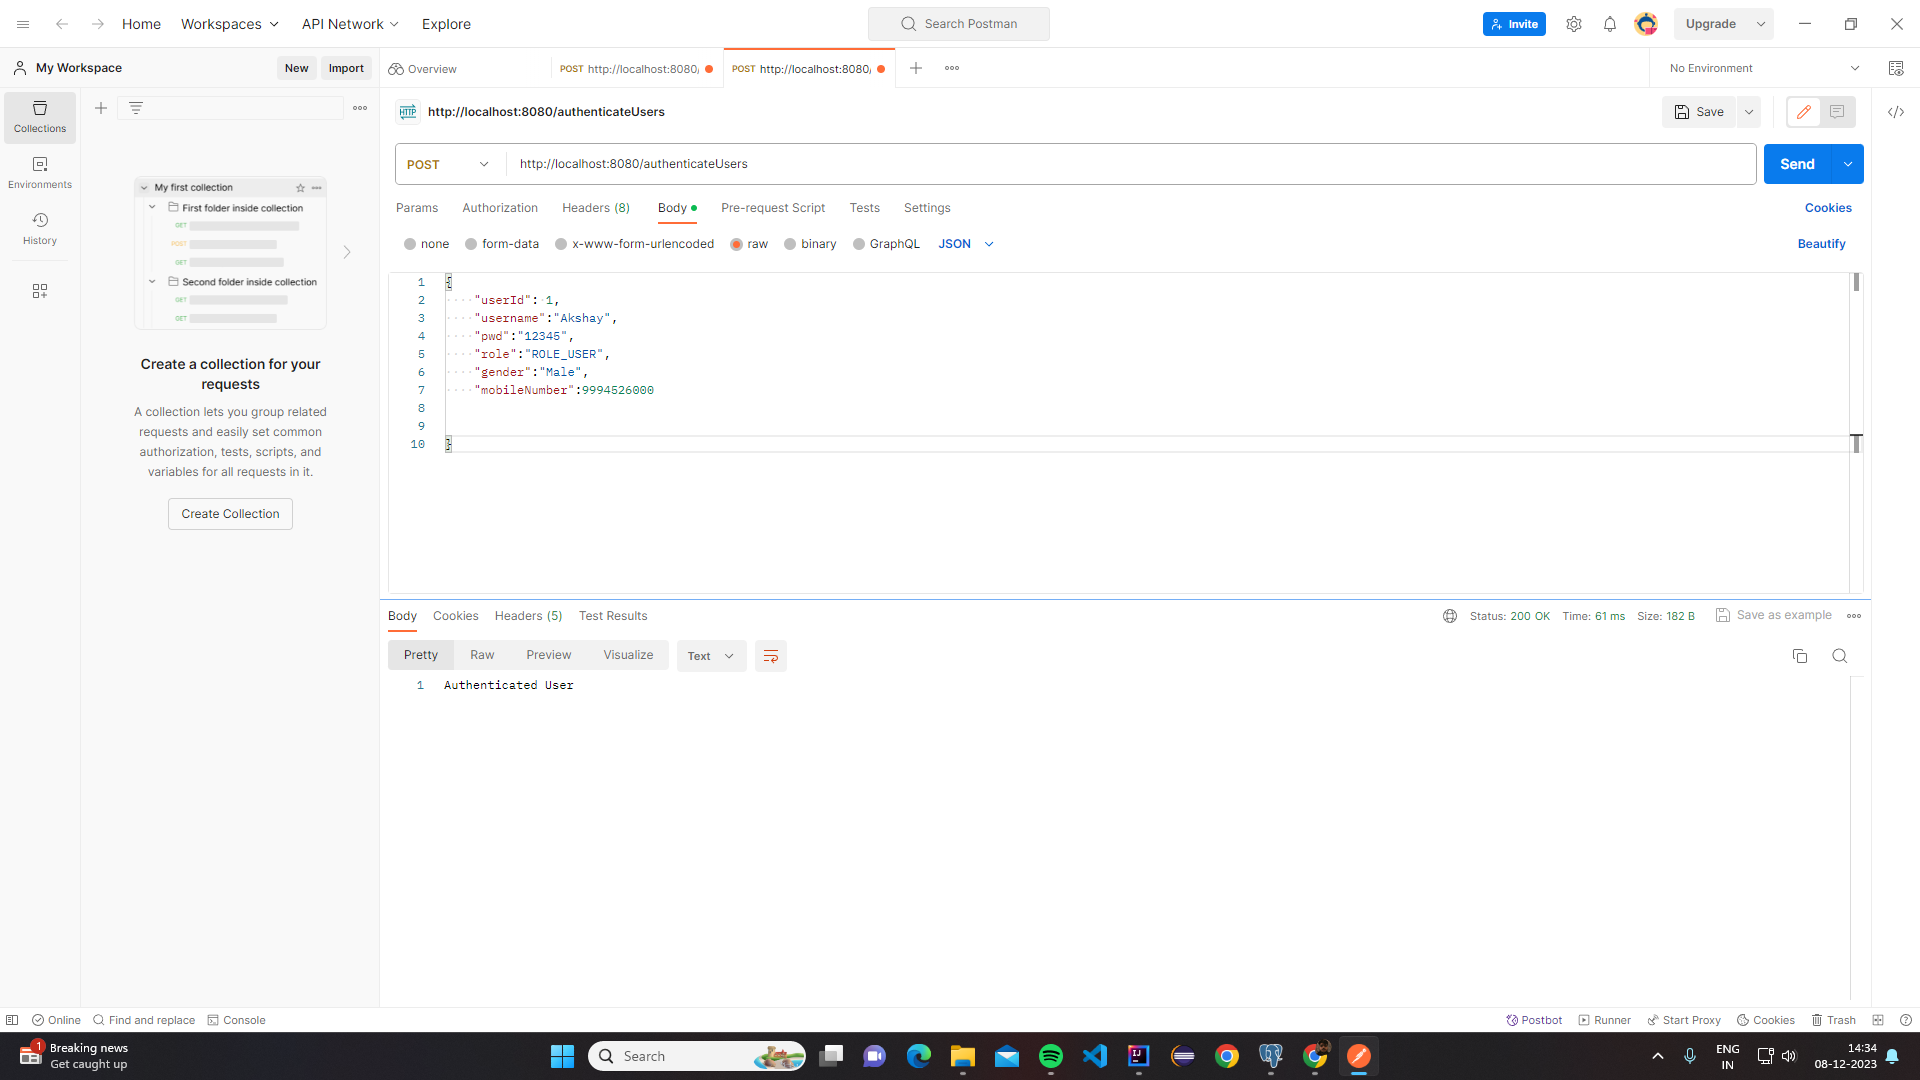 Home Workspaces API Network Explore
Search Postman
Invite Upgrade
My Workspace New Import
Overview POST http://localhost:8080/ POST http://localhost:8080/ No Environment
Collections
Environments
History
My first collection
First folder inside collection
GET
POST
GET
Second folder inside collection
GET
GET
Create a collection for your
requests
A collection lets you group related
requests and easily set common
authorization, tests, scripts, and
variables for all requests in it.
Create Collection
HTTP http://localhost:8080/authenticateUsers Save
POST http://localhost:8080/authenticateUsers Send
Params Authorization Headers (8) Body Pre-request Script Tests Settings Cookies
none form-data x-www-form-urlencoded raw binary GraphQL JSON Beautify
1 {
2 "userId": 1,
3 "username":"Akshay",
4 "pwd":"12345",
5 "role":"ROLE_USER",
6 "gender":"Male",
7 "mobileNumber":9994526000
8
9
10 }
Body Cookies Headers (5) Test Results Status: 200 OK Time: 61 ms Size: 182 B Save as example
Pretty Raw Preview Visualize Text
1 Authenticated User
Online Find and replace Console Postbot Runner Start Proxy Cookies Trash
1 Breaking news
Get caught up
Search
ENG
IN
14:34
08-12-2023